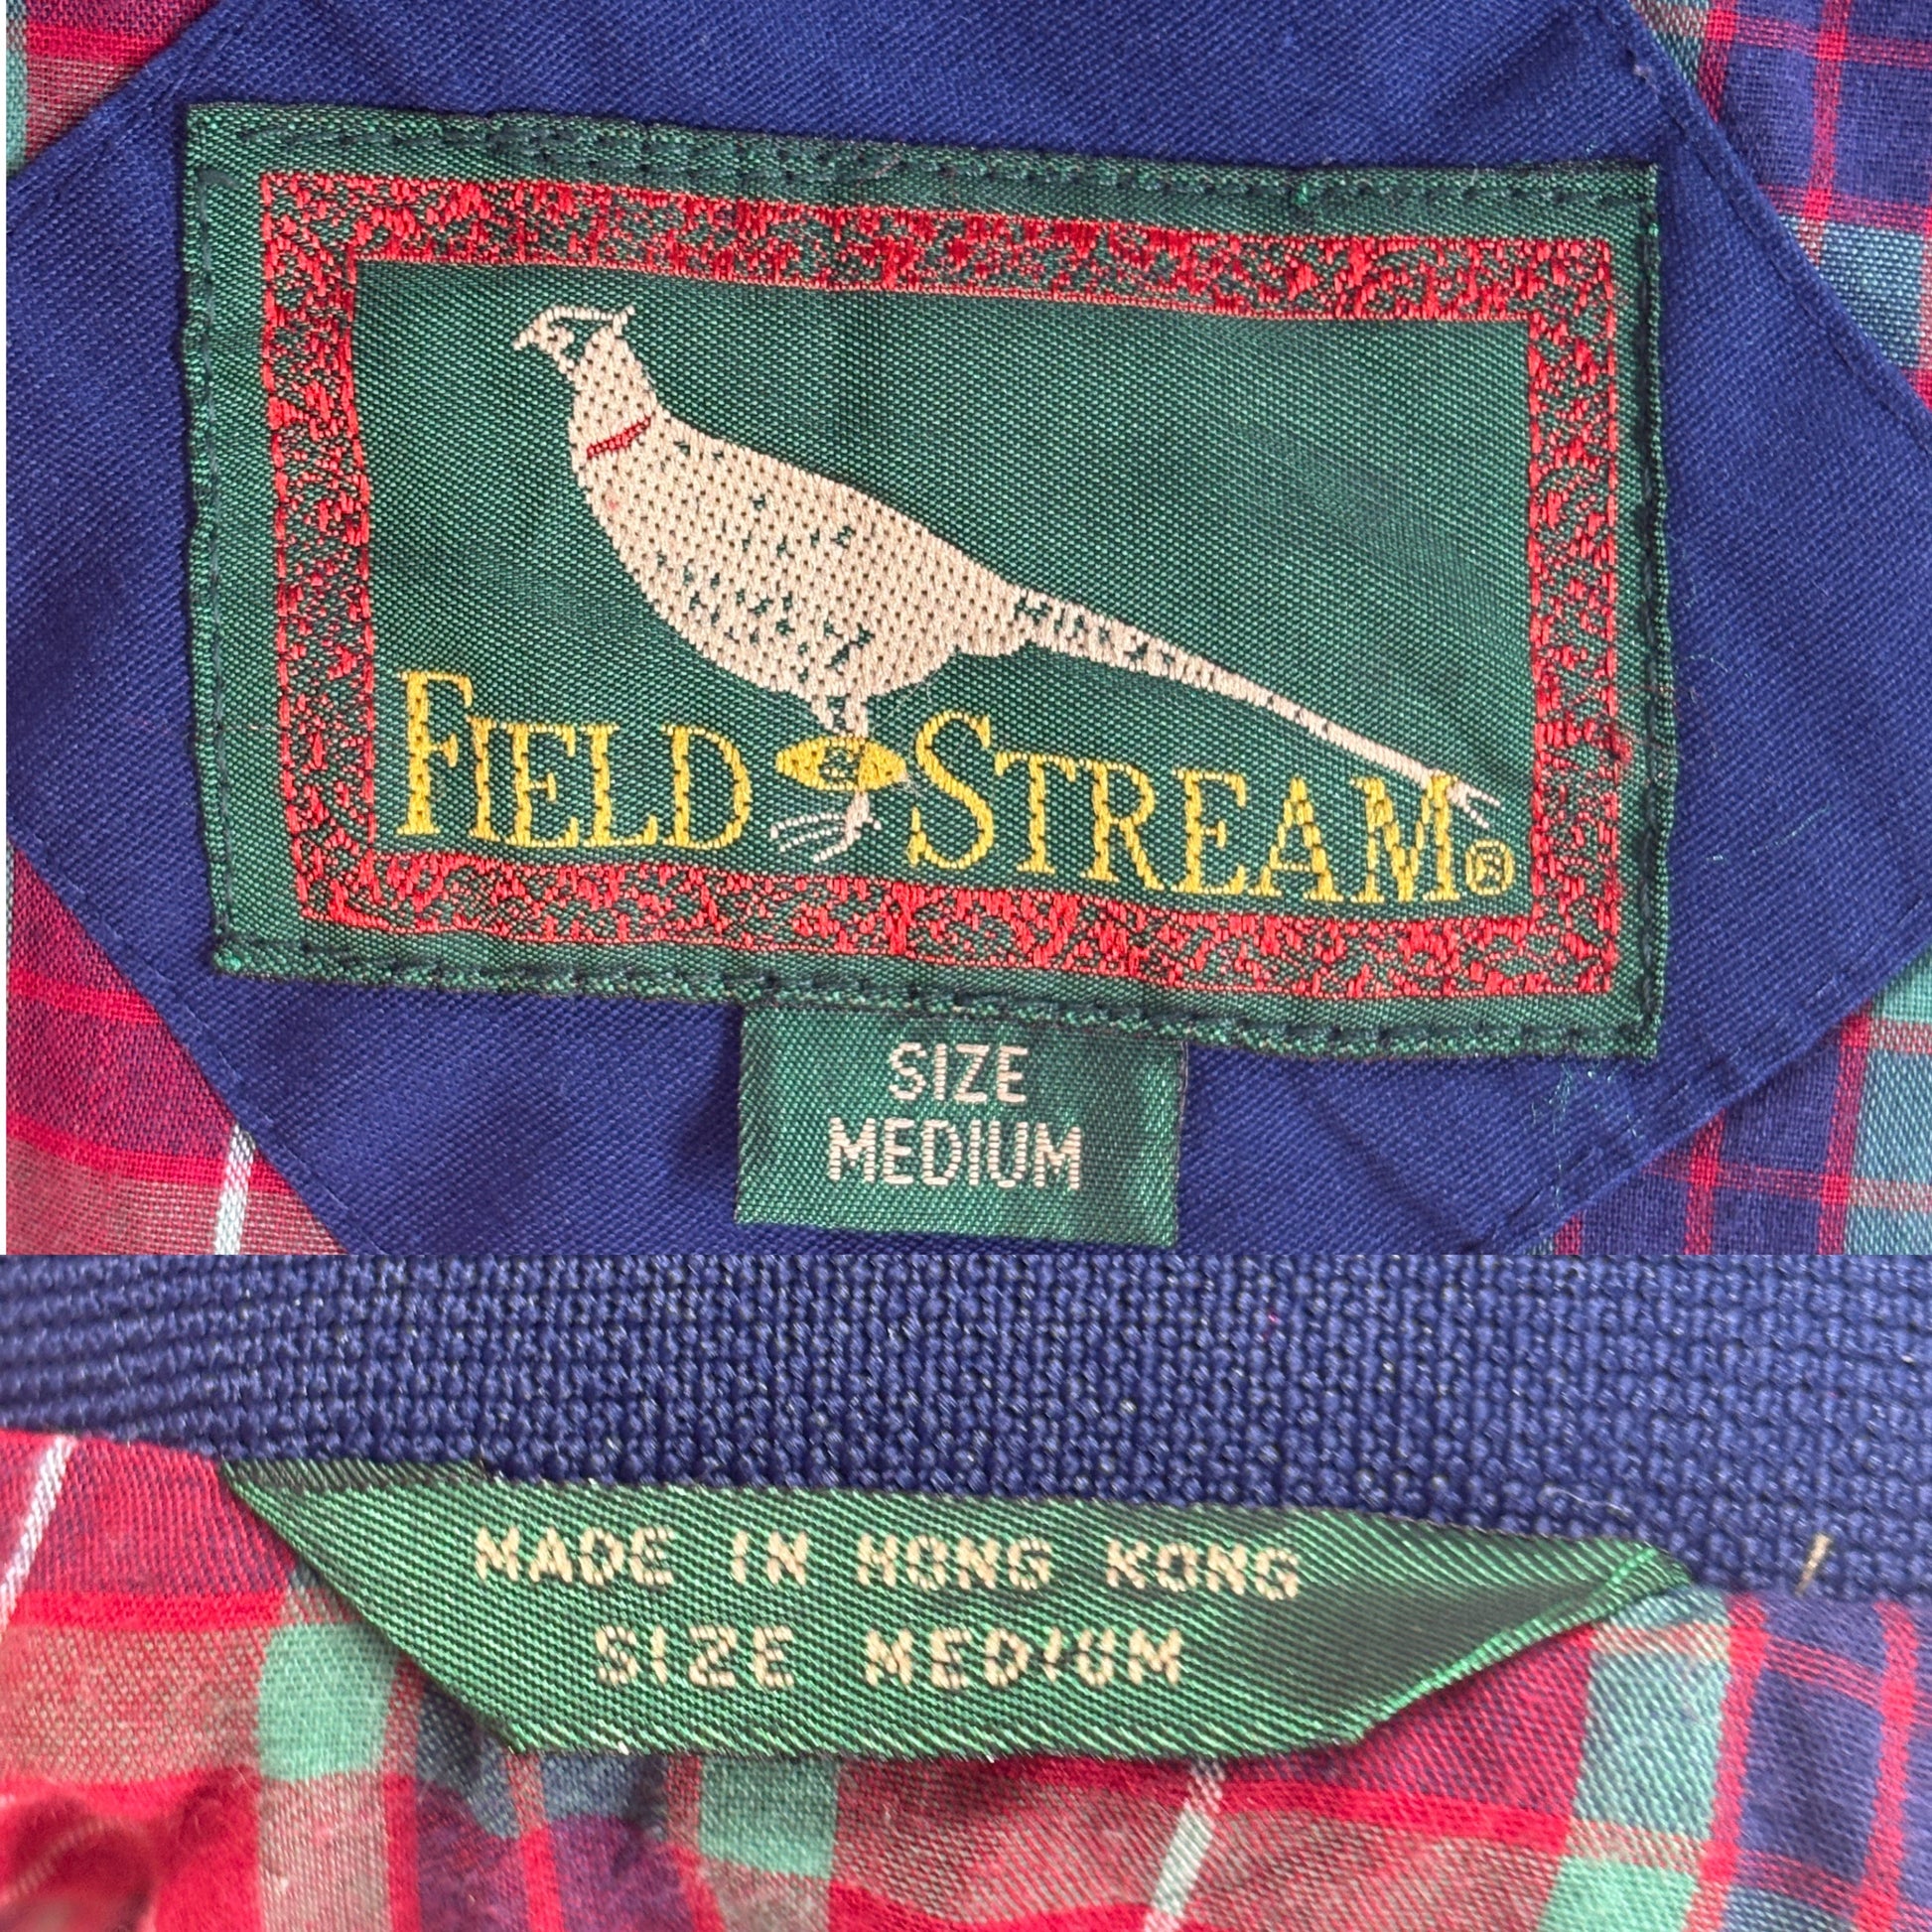 FIELD STREAM®
SIZE
MEDIUM
MADE IN HONG KONG
SIZE MEDIUM